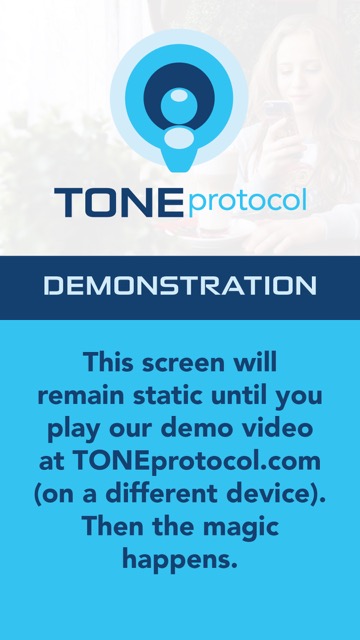 TONEprotocol
DEMONSTRATION
This screen will
remain static until you
play our demo video
at TONEprotocol.com
(on a different device).
Then the magic
happens.